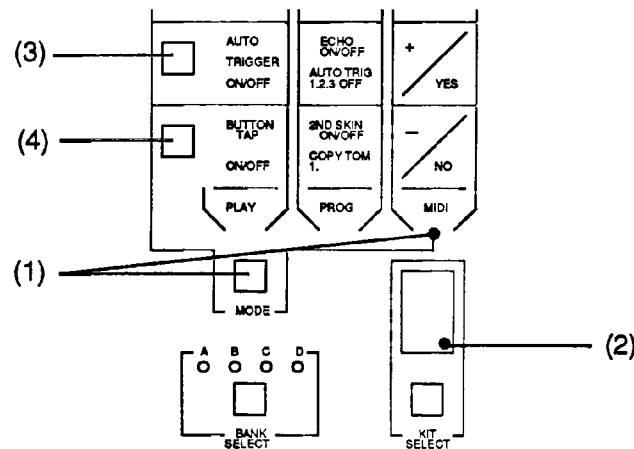 (3)
AUTO
TRIGGER
ON/OFF
ECHO
ON/OFF
AUTO TRIG
1.2.3 OFF
+
YES
(4)
BUTTON
TAP
ON/OFF
2ND SKIN
ON/OFF
COPY TOM
1.
–
NO
PLAY
PROG
MIDI
(1)
MODE
(2)
A B C D
BANK
SELECT
KIT
SELECT